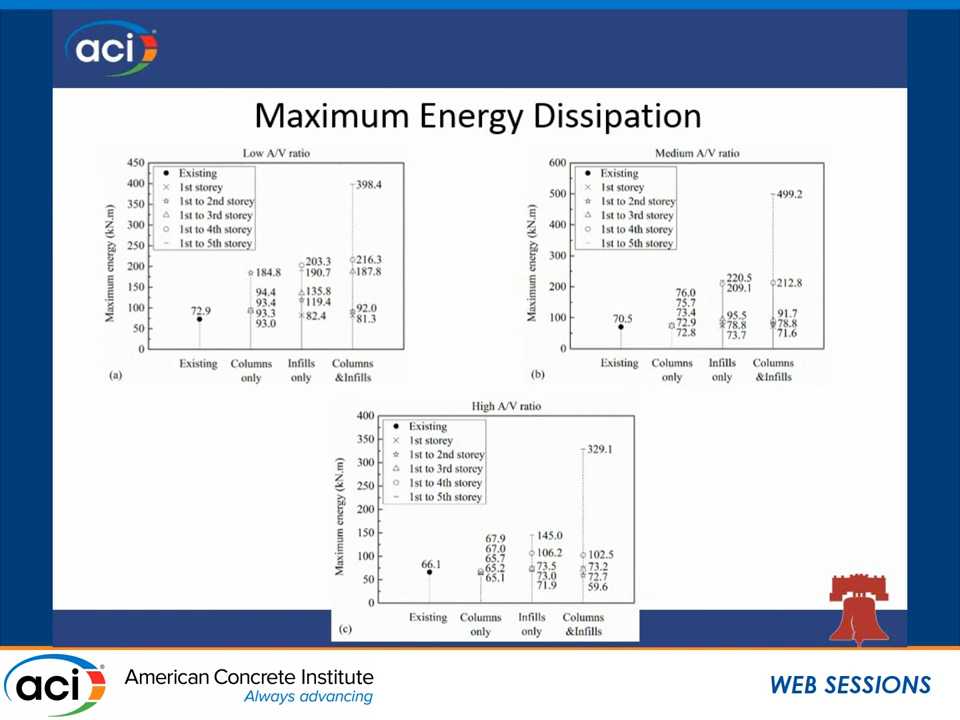 aci
Maximum Energy Dissipation
Low A/V ratio
Maximum energy (kN.m)
450
400
350
300
250
200
150
100
50
0
Existing
1st storey
1st to 2nd storey
1st to 3rd storey
1st to 4th storey
1st to 5th storey
72.9
184.8
94.4
93.4
93.3
93.0
203.3
190.7
135.8
119.4
82.4
398.4
216.3
187.8
92.0
81.3
Existing
Columns only
Infills only
Columns &Infills
(a)
Medium A/V ratio
Maximum energy (kN.m)
600
500
400
300
200
100
0
Existing
1st storey
1st to 2nd storey
1st to 3rd storey
1st to 4th storey
1st to 5th storey
70.5
76.0
75.7
73.4
72.9
72.8
220.5
209.1
95.5
78.8
73.7
499.2
212.8
91.7
78.8
71.6
Existing
Columns only
Infills only
Columns &Infills
(b)
High A/V ratio
Maximum energy (kN.m)
400
350
300
250
200
150
100
50
0
Existing
1st storey
1st to 2nd storey
1st to 3rd storey
1st to 4th storey
1st to 5th storey
66.1
67.9
67.0
65.7
65.2
65.1
145.0
106.2
73.5
73.0
71.9
329.1
102.5
73.2
72.7
59.6
Existing
Columns only
Infills only
Columns &Infills
(c)
aci
American Concrete Institute
Always advancing
WEB SESSIONS